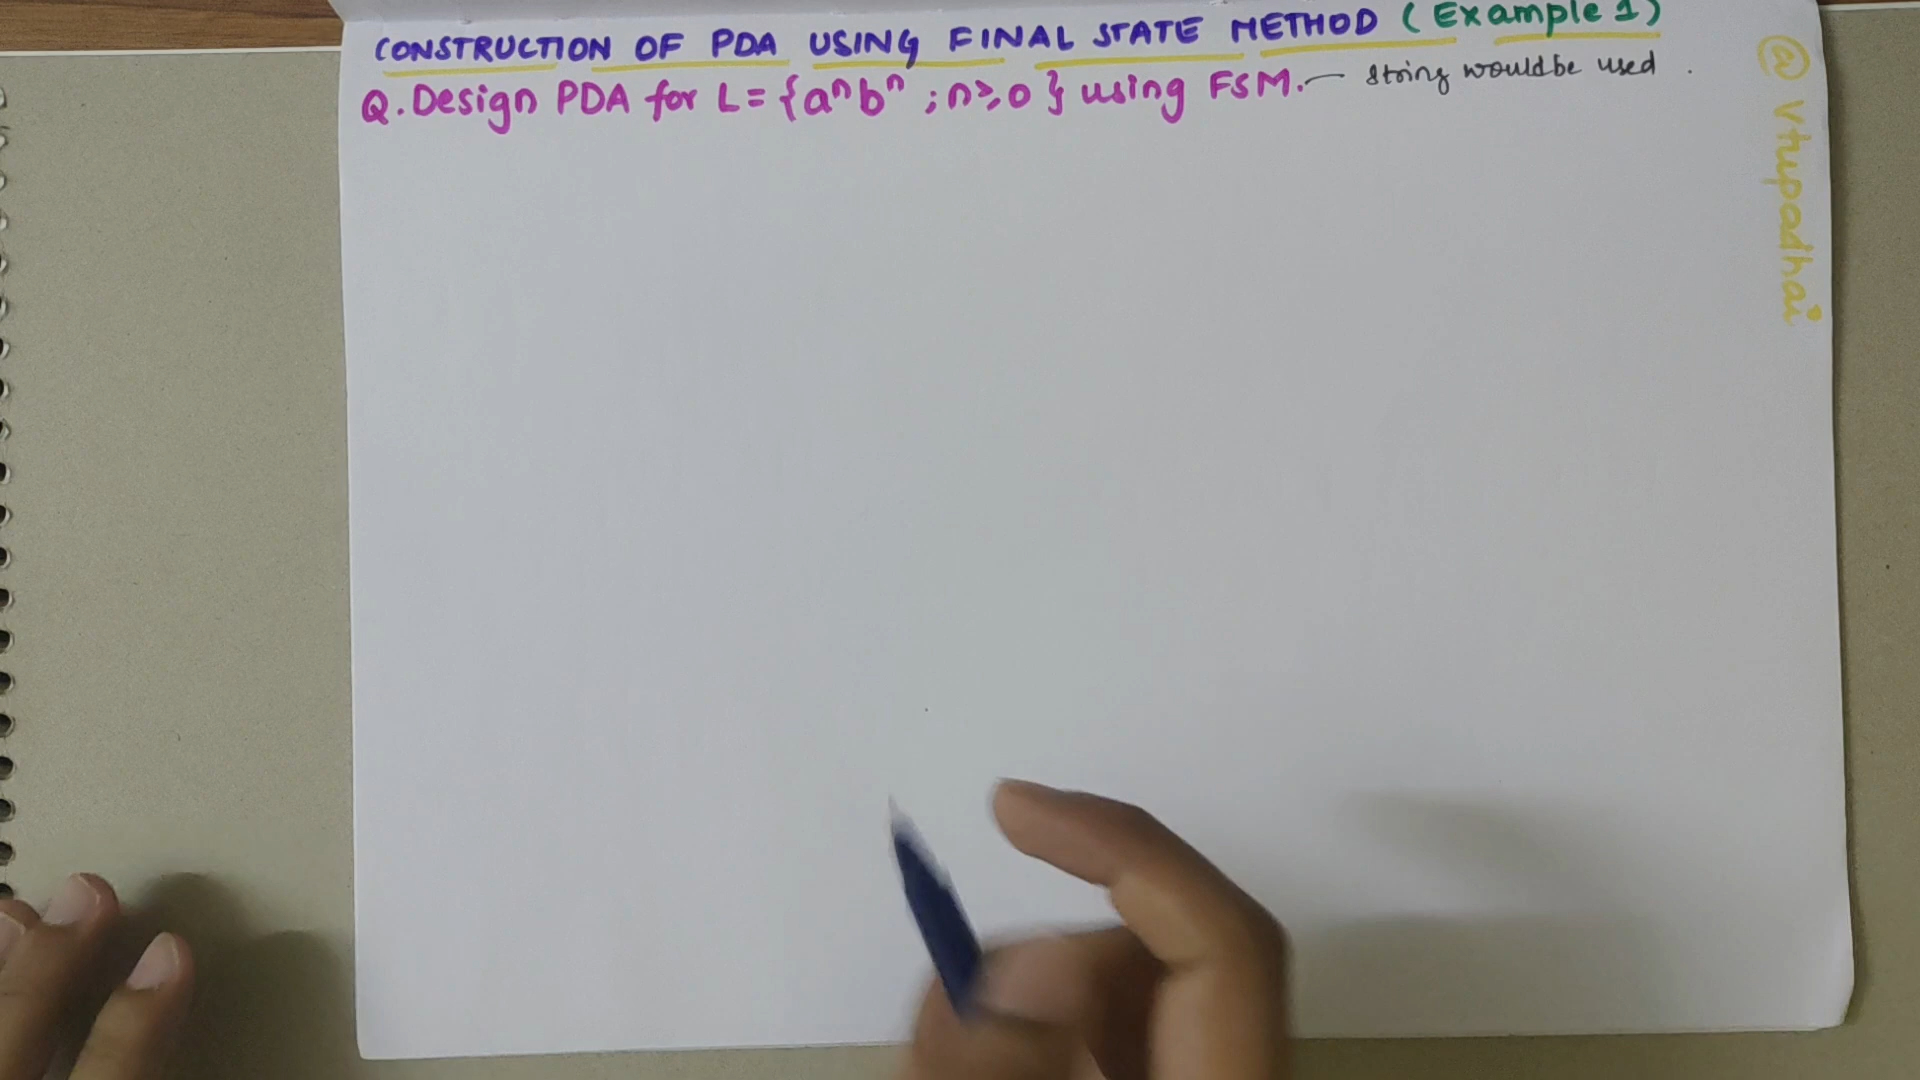 CONSTRUCTION OF PDA USING FINAL STATE METHOD (Example 1)
Q. Design PDA for L = {aⁿbⁿ ; n≥0} using FSM. — string would be used.
@Vtupadhai